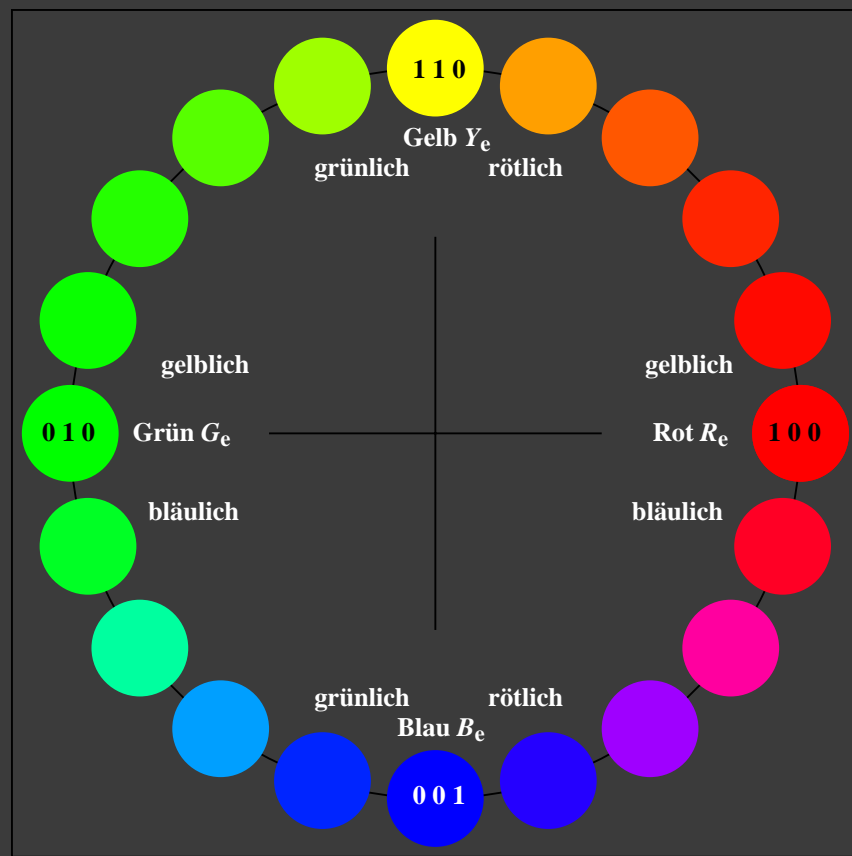 1 1 0
Gelb Yₑ
grünlich rötlich
gelblich gelblich
0 1 0 Grün Gₑ Rot Rₑ 1 0 0
bläulich bläulich
grünlich rötlich
Blau Bₑ
0 0 1